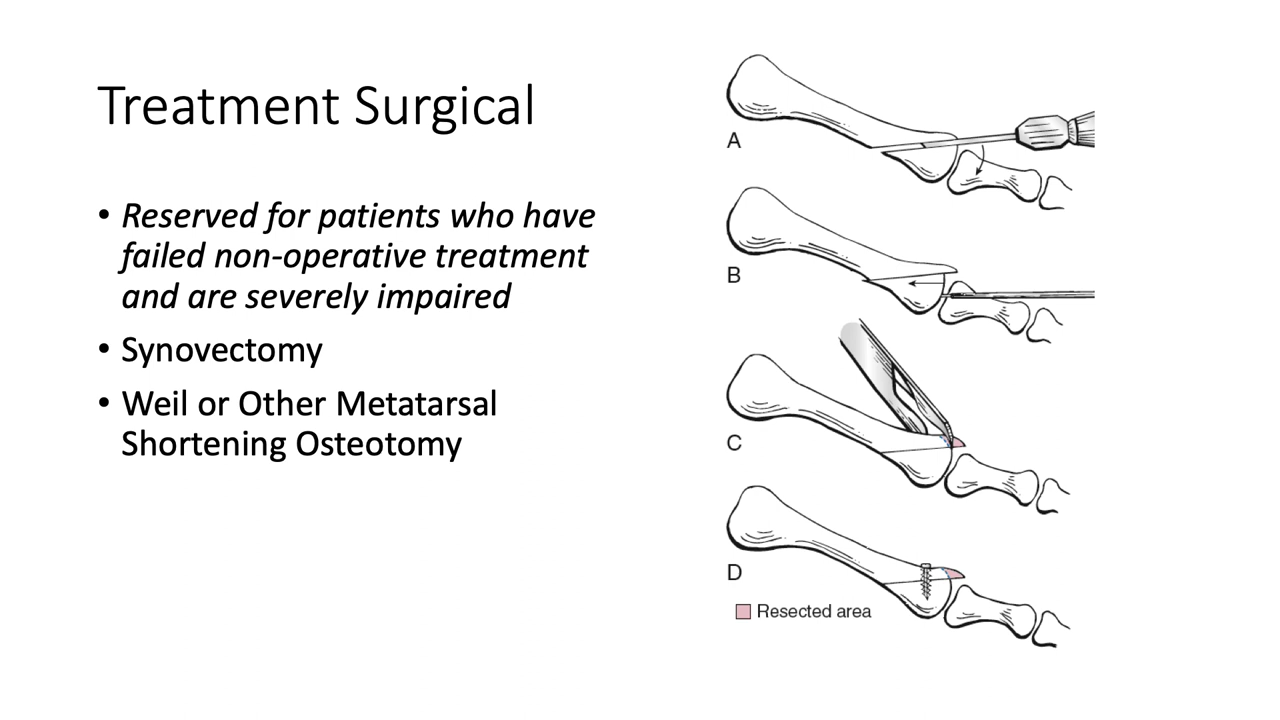 Treatment Surgical
• Reserved for patients who have
failed non-operative treatment
and are severely impaired
• Synovectomy
• Weil or Other Metatarsal
Shortening Osteotomy
A
B
C
D
Resected area